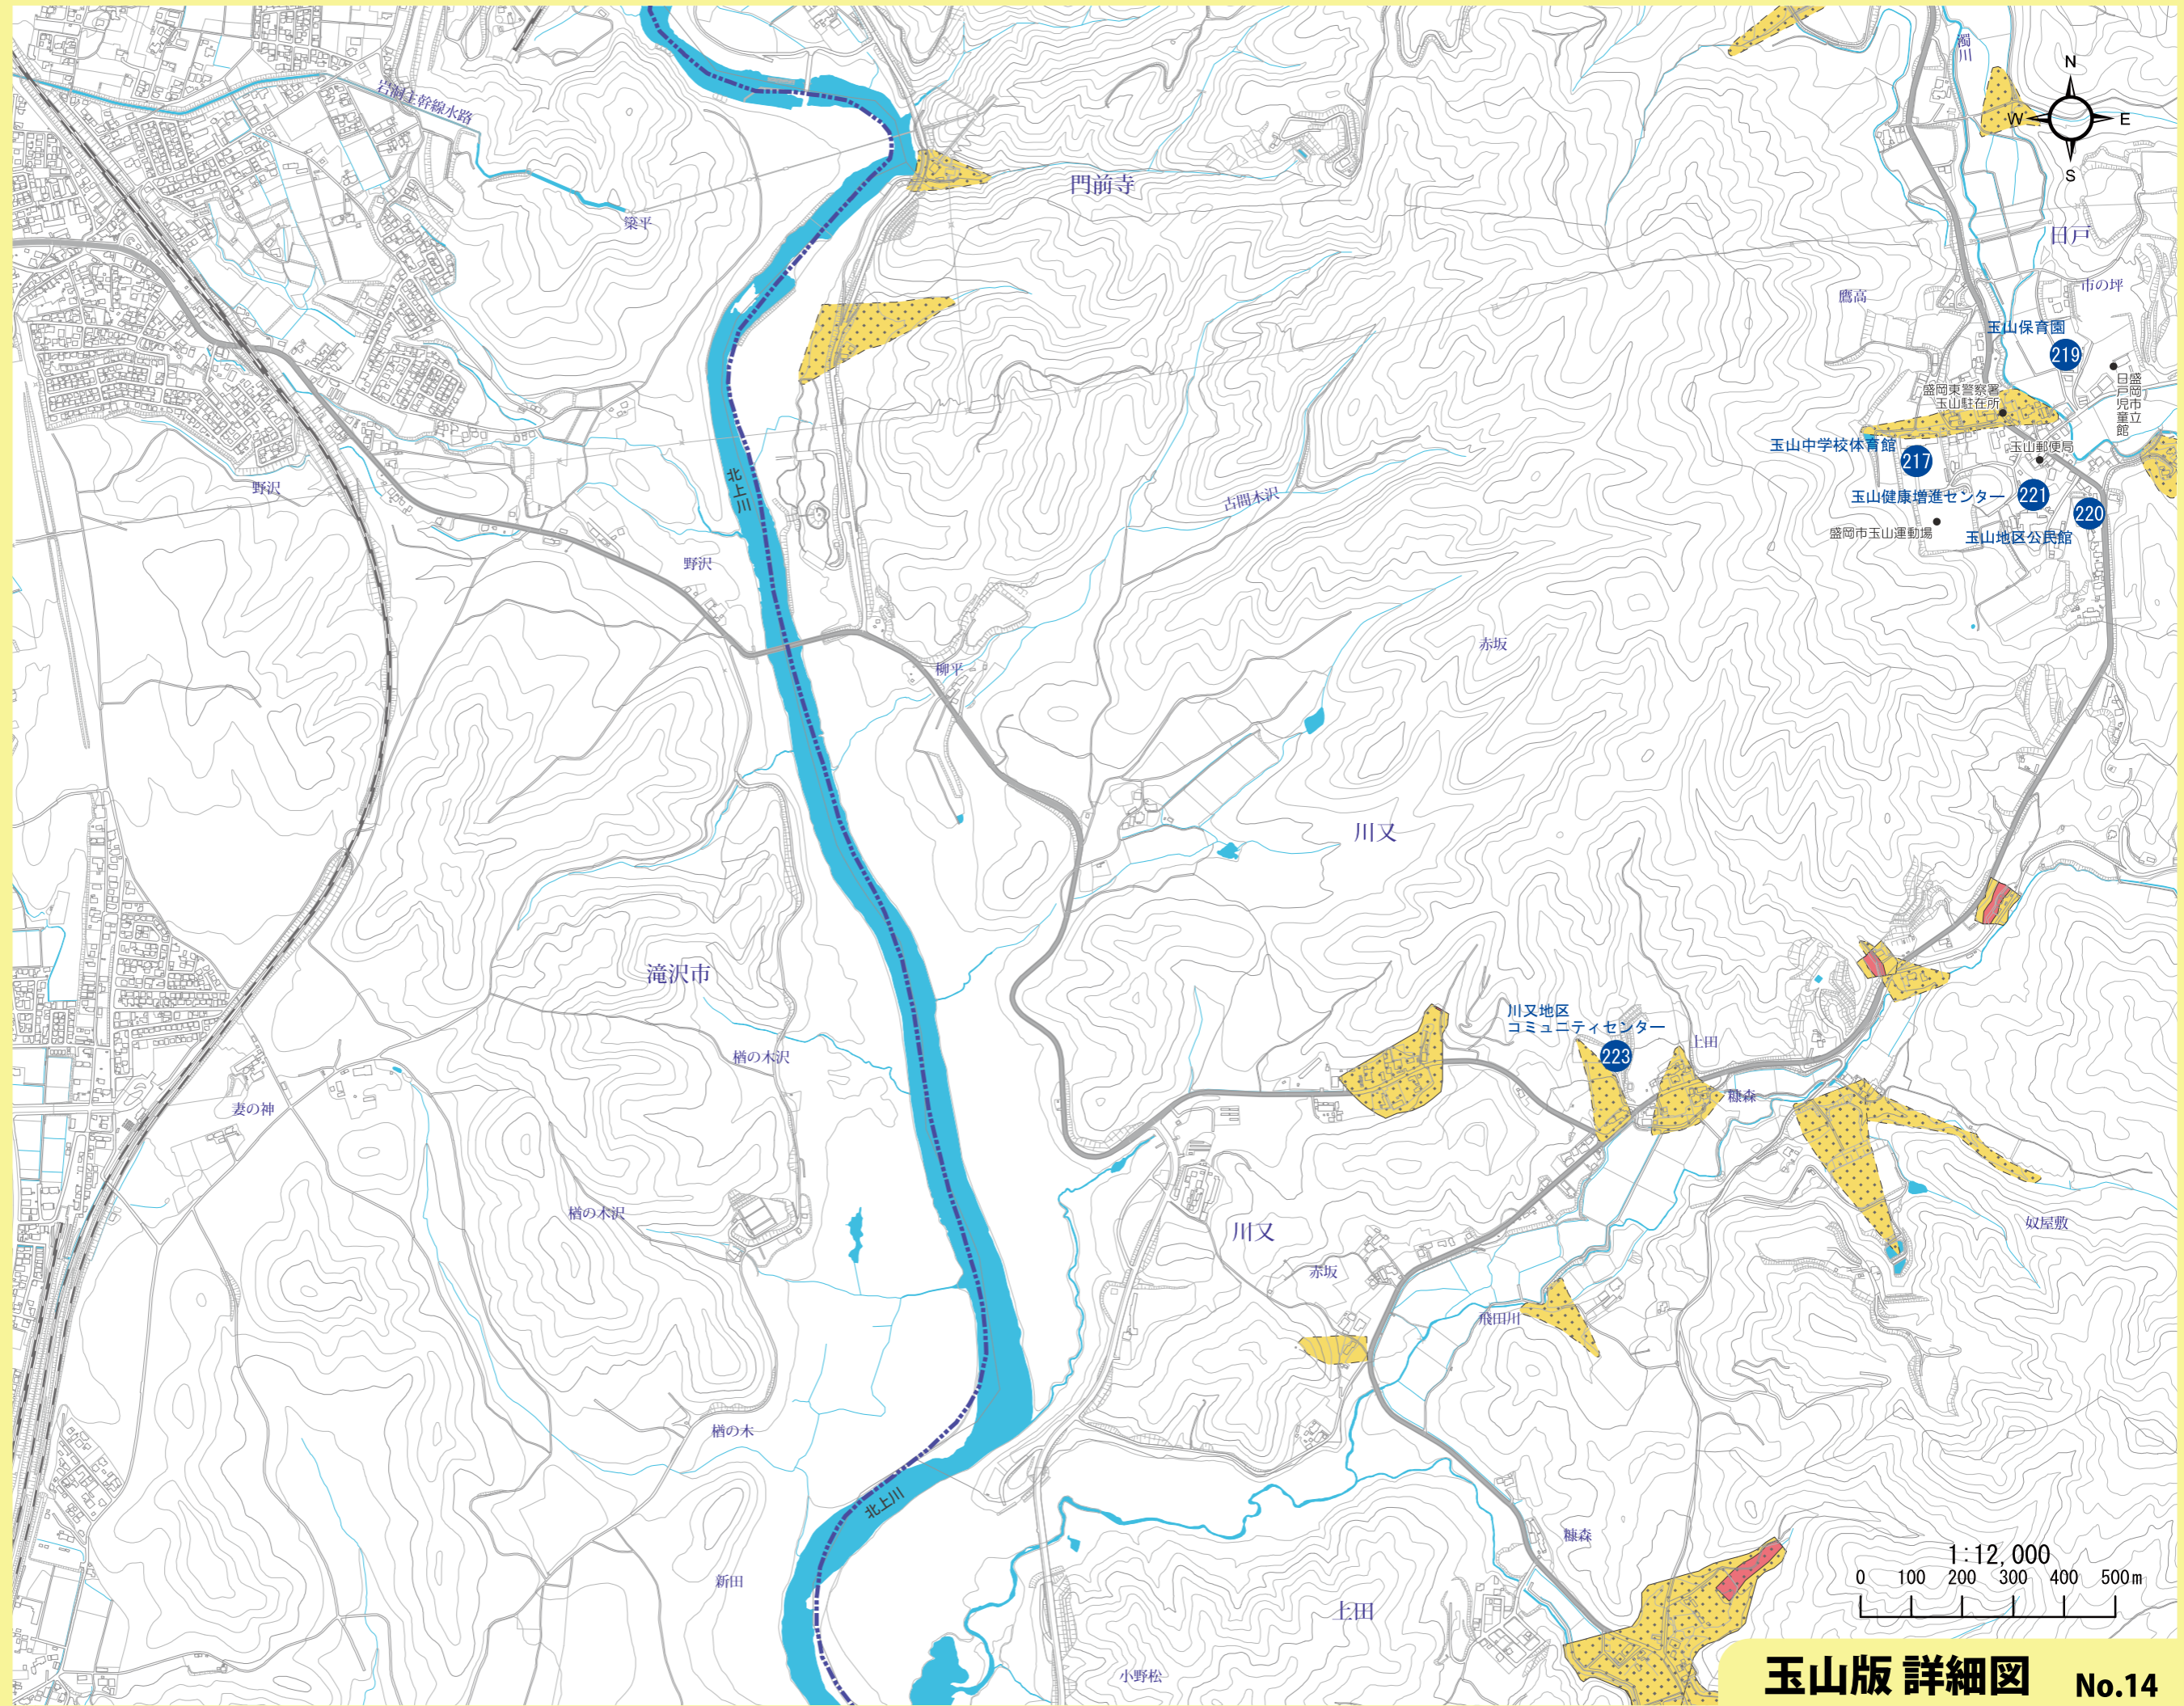 岩洞主幹線水路
濁川
N
W
E
S
門前寺
簗平
日戸
市の坪
鷹高
玉山保育園
219
盛岡市立
日戸児童館
盛岡東警察署
玉山駐在所
玉山中学校体育館
217
玉山郵便局
玉山健康増進センター
221
220
盛岡市玉山運動場
玉山地区公民館
野沢
北上川
古間木沢
野沢
赤坂
柳平
川又
滝沢市
川又地区
コミュニティセンター
223
上田
楢の木沢
糠森
妻の神
楢の木沢
川又
奴屋敷
赤坂
飛田川
楢の木
北上川
糠森
新田
上田
小野松
1:12,000
0 100 200 300 400 500m
玉山版 詳細図 No.14